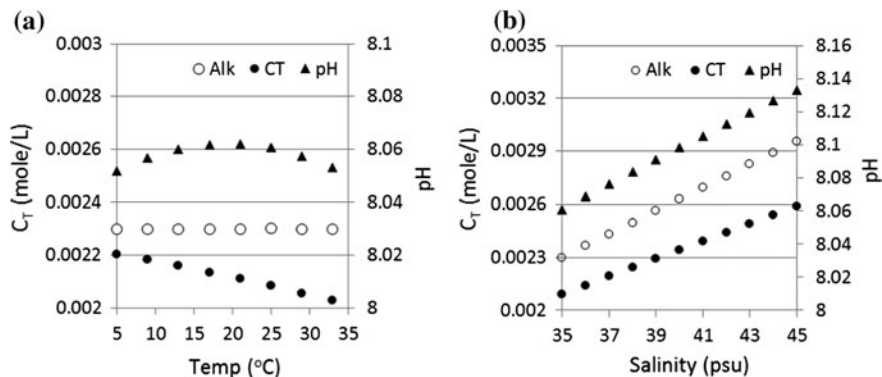 (a)
0.003
0.0028
0.0026
0.0024
0.0022
0.002
C_T (mole/L)
○ Alk ● CT ▲ pH
8.1
8.08
8.06
8.04
8.02
8
pH
5 10 15 20 25 30 35
Temp (°C)
(b)
0.0035
0.0032
0.0029
0.0026
0.0023
0.002
C_T (mole/L)
○ Alk ● CT ▲ pH
8.16
8.14
8.12
8.1
8.08
8.06
8.04
8.02
8
pH
35 37 39 41 43 45
Salinity (psu)